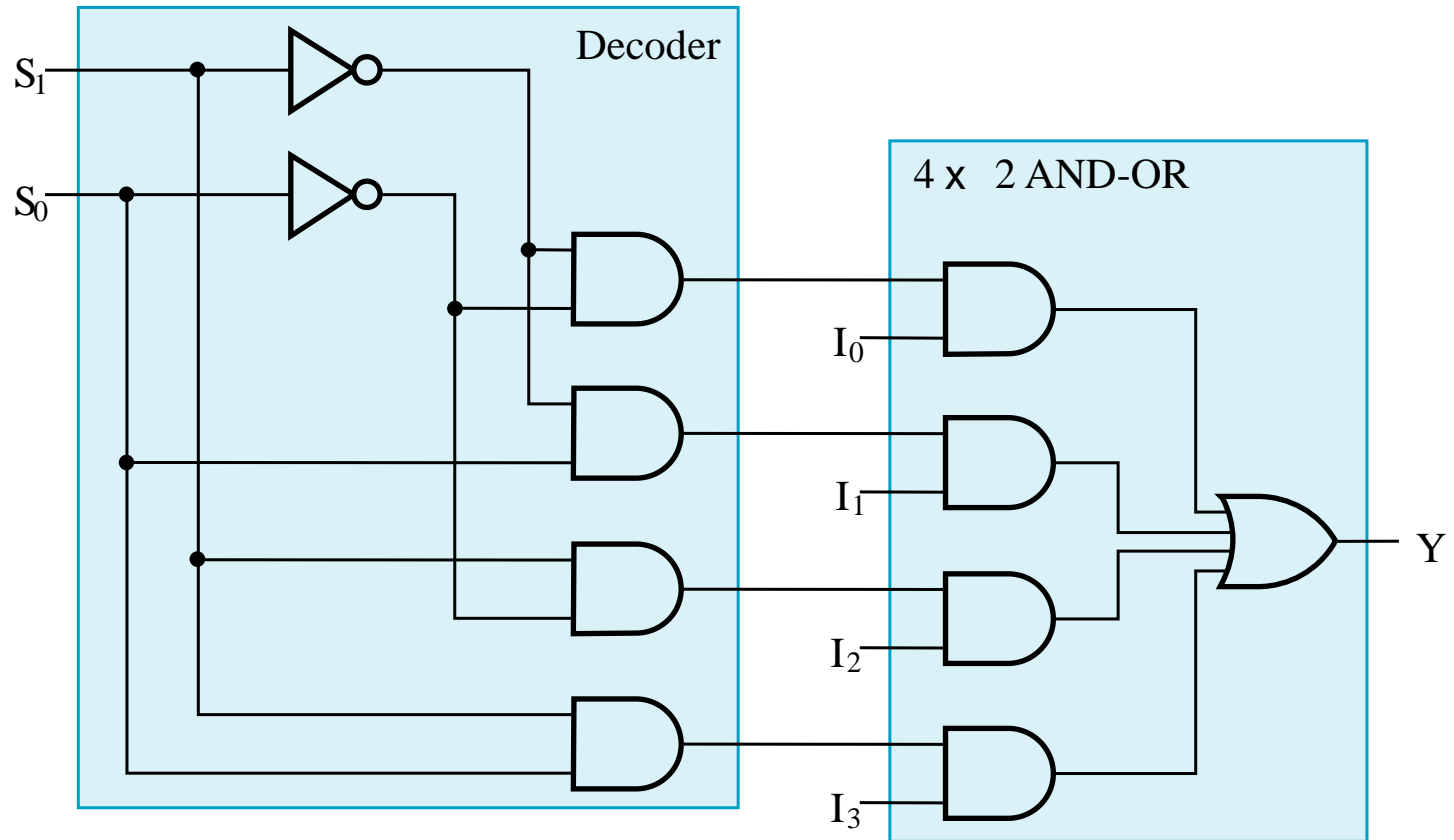 Decoder
S₁
S₀
4 x 2 AND-OR
I₀
I₁
Y
I₂
I₃